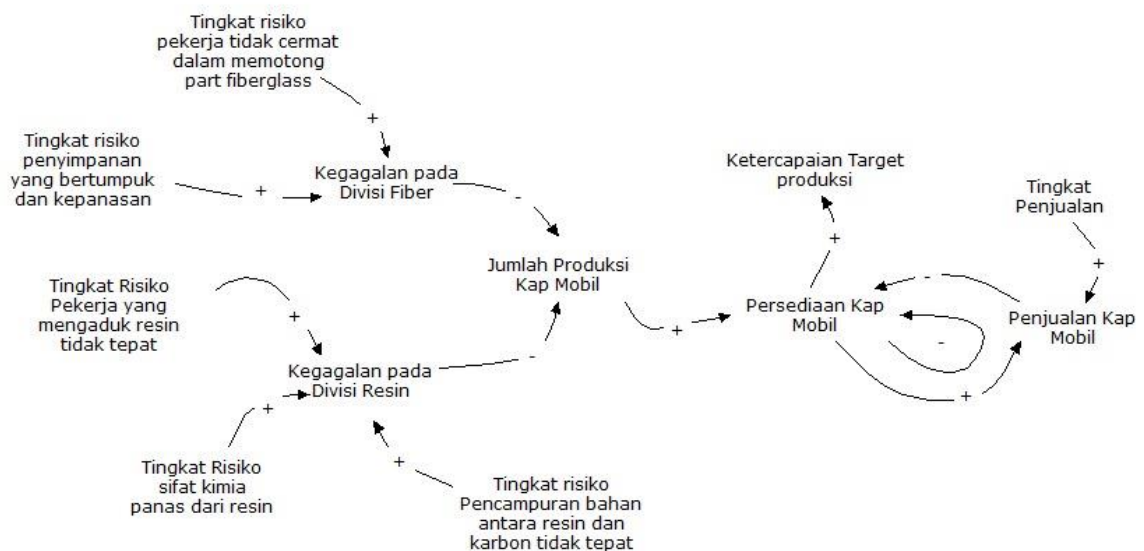 Tingkat risiko
pekerja tidak cermat
dalam memotong
part fiberglass
+
Tingkat risiko
penyimpanan
yang bertumpuk
dan kepanasan
+
Kegagalan pada
Divisi Fiber
-
Ketercapaian Target
produksi
Tingkat
Penjualan
+
+
Jumlah Produksi
Kap Mobil
+
Persediaan Kap
Mobil
-
-
+
Penjualan Kap
Mobil
Tingkat Risiko
Pekerja yang
mengaduk resin
tidak tepat
+
Kegagalan pada
Divisi Resin
-
+
Tingkat Risiko
sifat kimia
panas dari resin
+
Tingkat risiko
Pencampuran bahan
antara resin dan
karbon tidak tepat